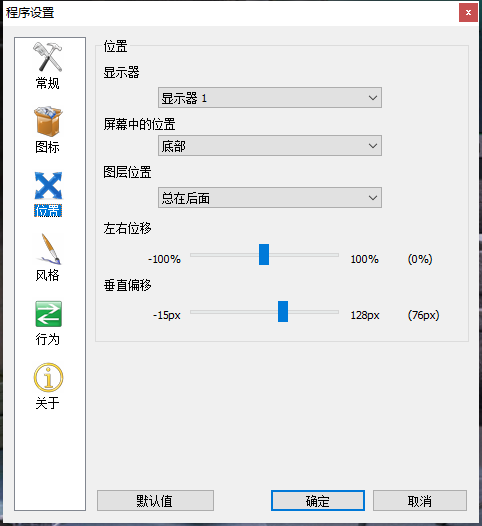 程序设置
x
常规
图标
位置
风格
行为
关于
位置
显示器
显示器 1
屏幕中的位置
底部
图层位置
总在后面
左右位移
-100% 100% (0%)
垂直偏移
-15px 128px (76px)
默认值 确定 取消